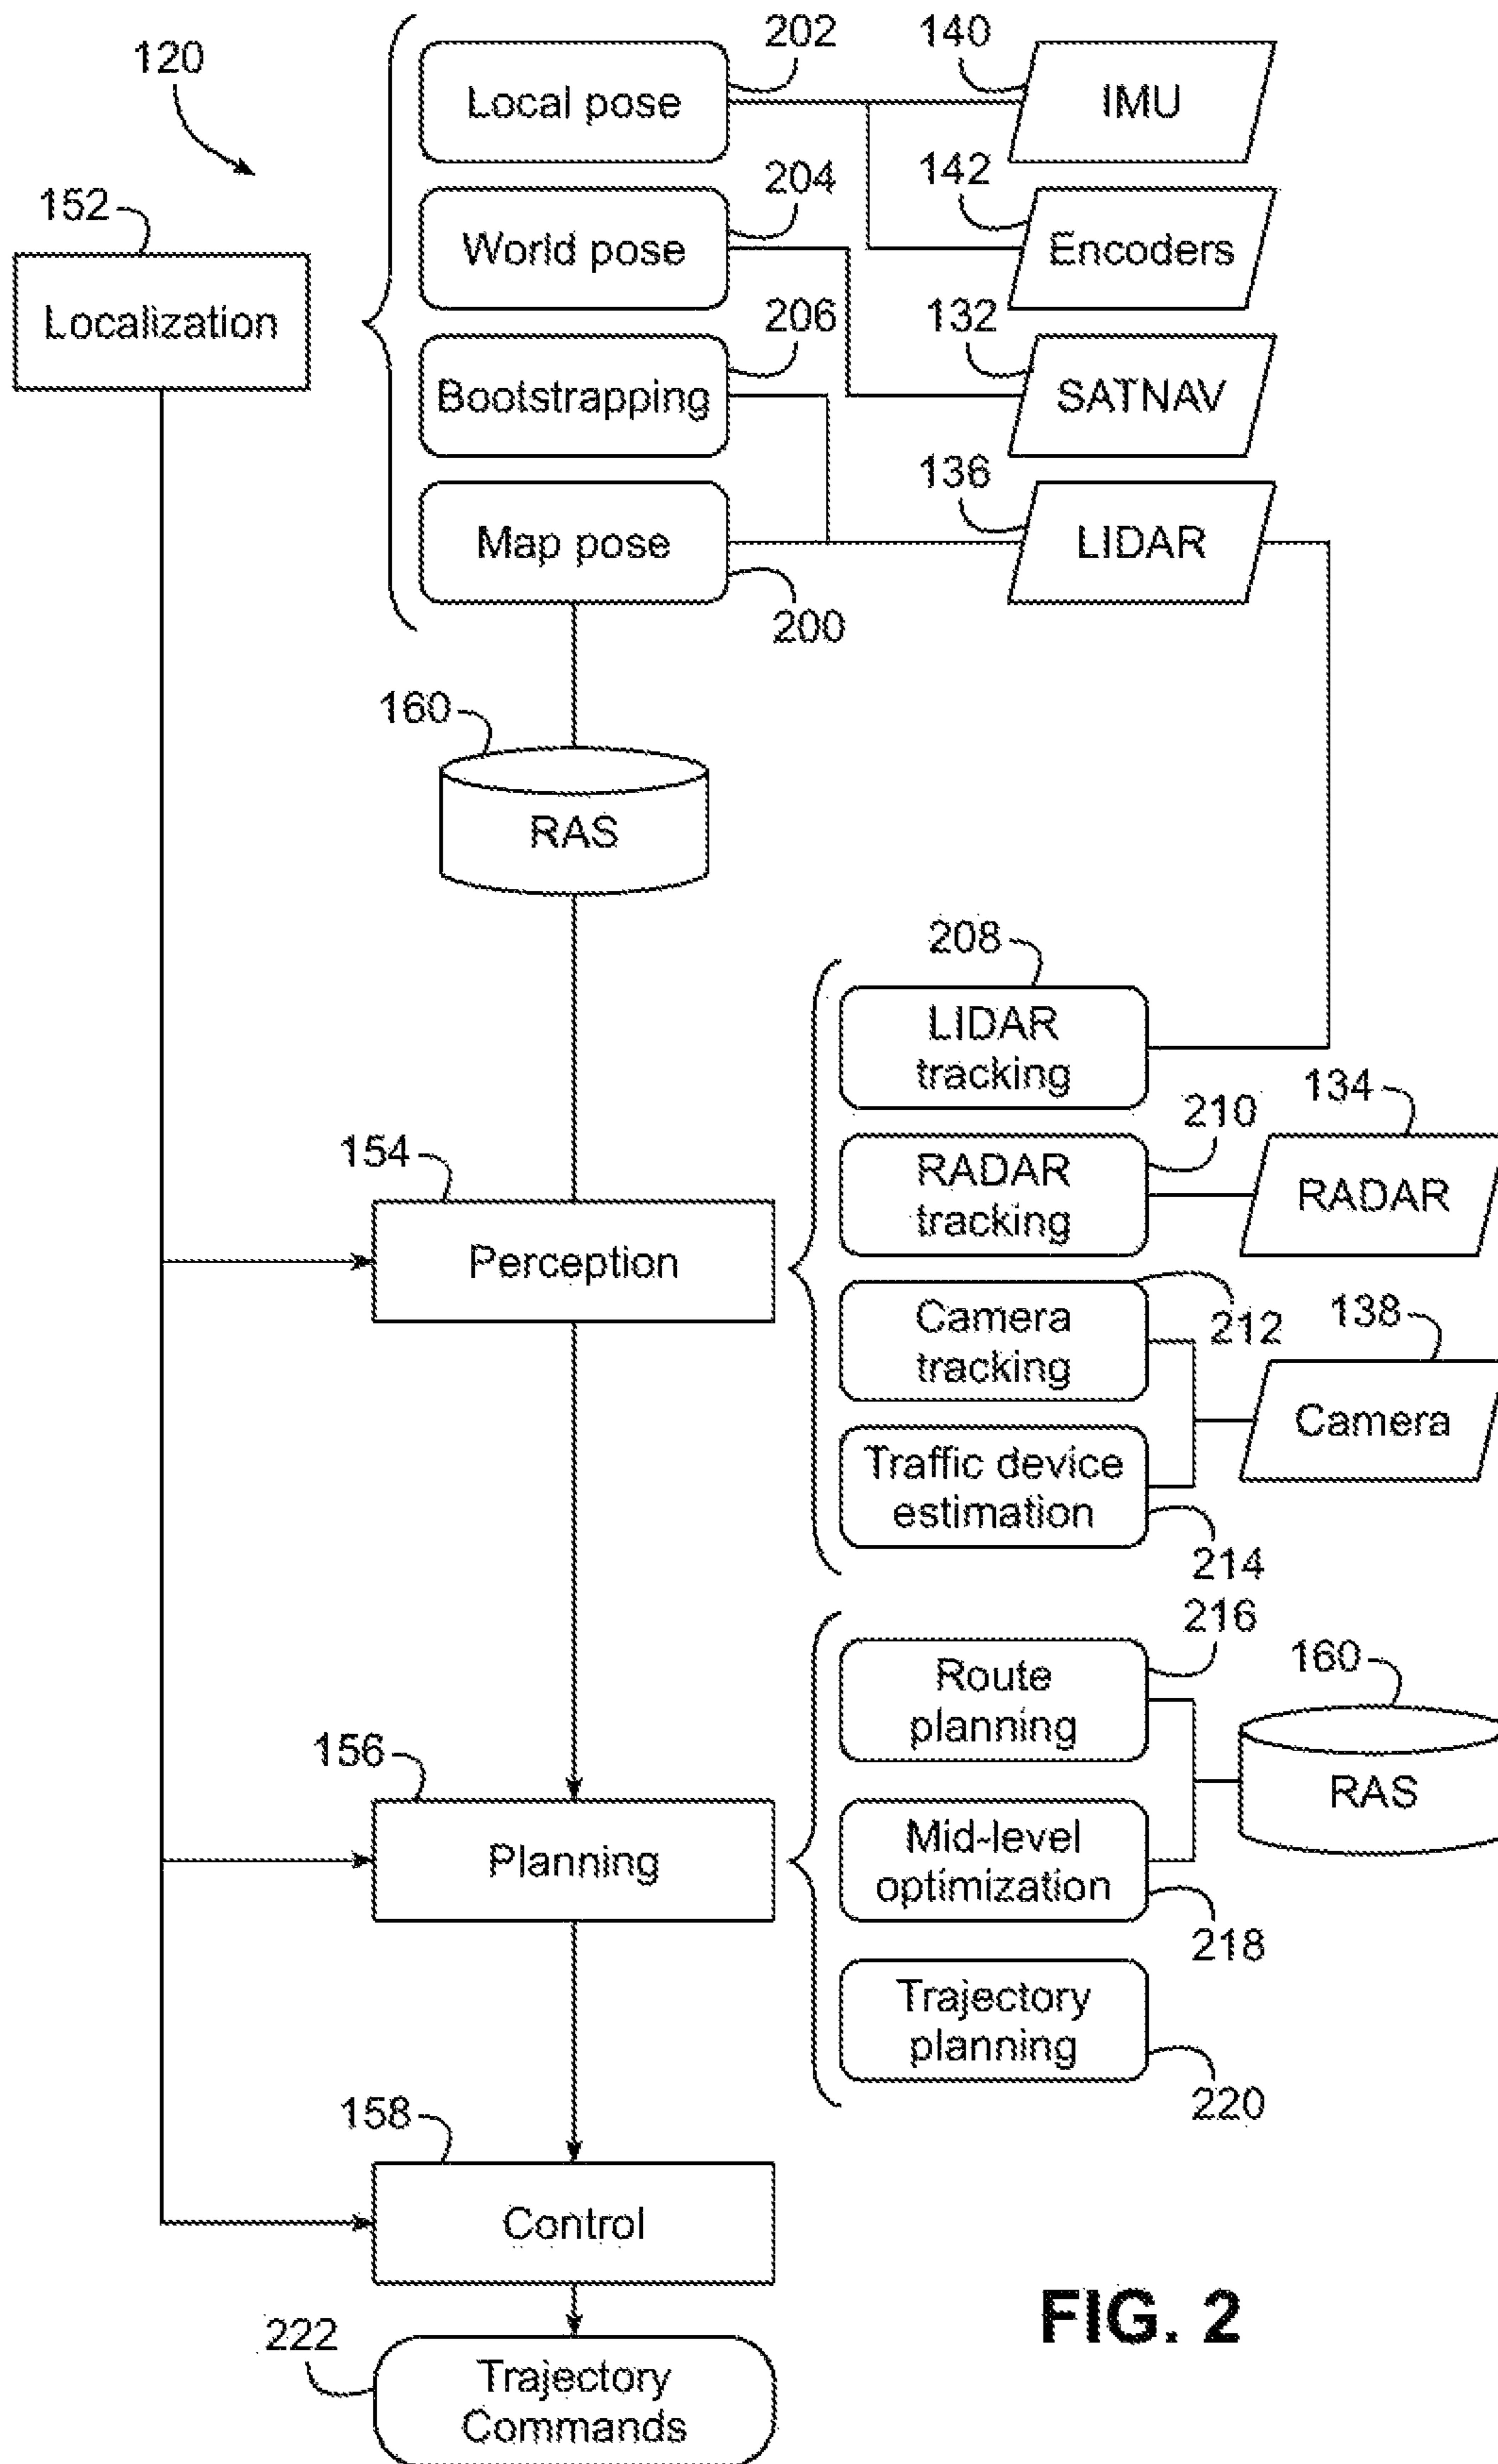 202
140
120
Local pose
IMU
204
142
152
World pose
Encoders
Localization
206
132
Bootstrapping
SATNAV
136
Map pose
LIDAR
200
160
RAS
208
LIDAR
tracking
134
210
154
RADAR
tracking
RADAR
Perception
212
138
Camera
tracking
Camera
Traffic device
estimation
214
216
160
Route
planning
156
RAS
Mid-level
optimization
Planning
218
Trajectory
planning
220
158
Control
FIG. 2
222
Trajectory
Commands